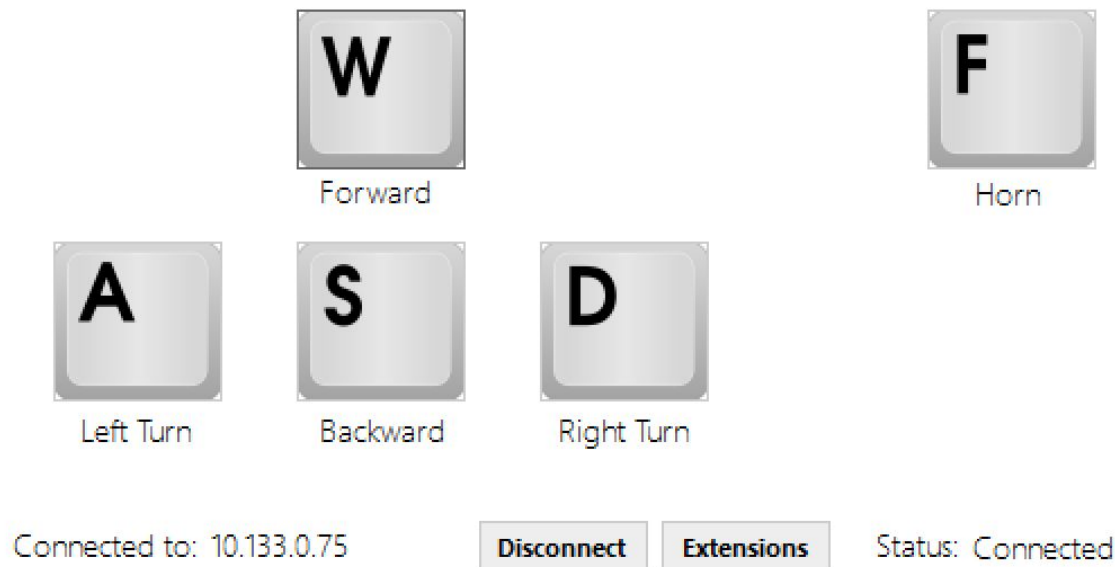 W
F
Forward
Horn
A
S
D
Left Turn
Backward
Right Turn
Connected to: 10.133.0.75
Disconnect
Extensions
Status: Connected